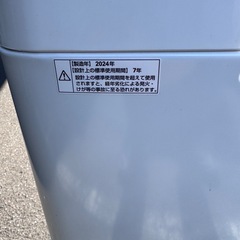 【製造年】2024年
【設計上の標準使用期間】7年
設計上の標準使用期間を超えて使用
されますと、経年劣化による発火・
けが等の事故に至る恐れがあります。